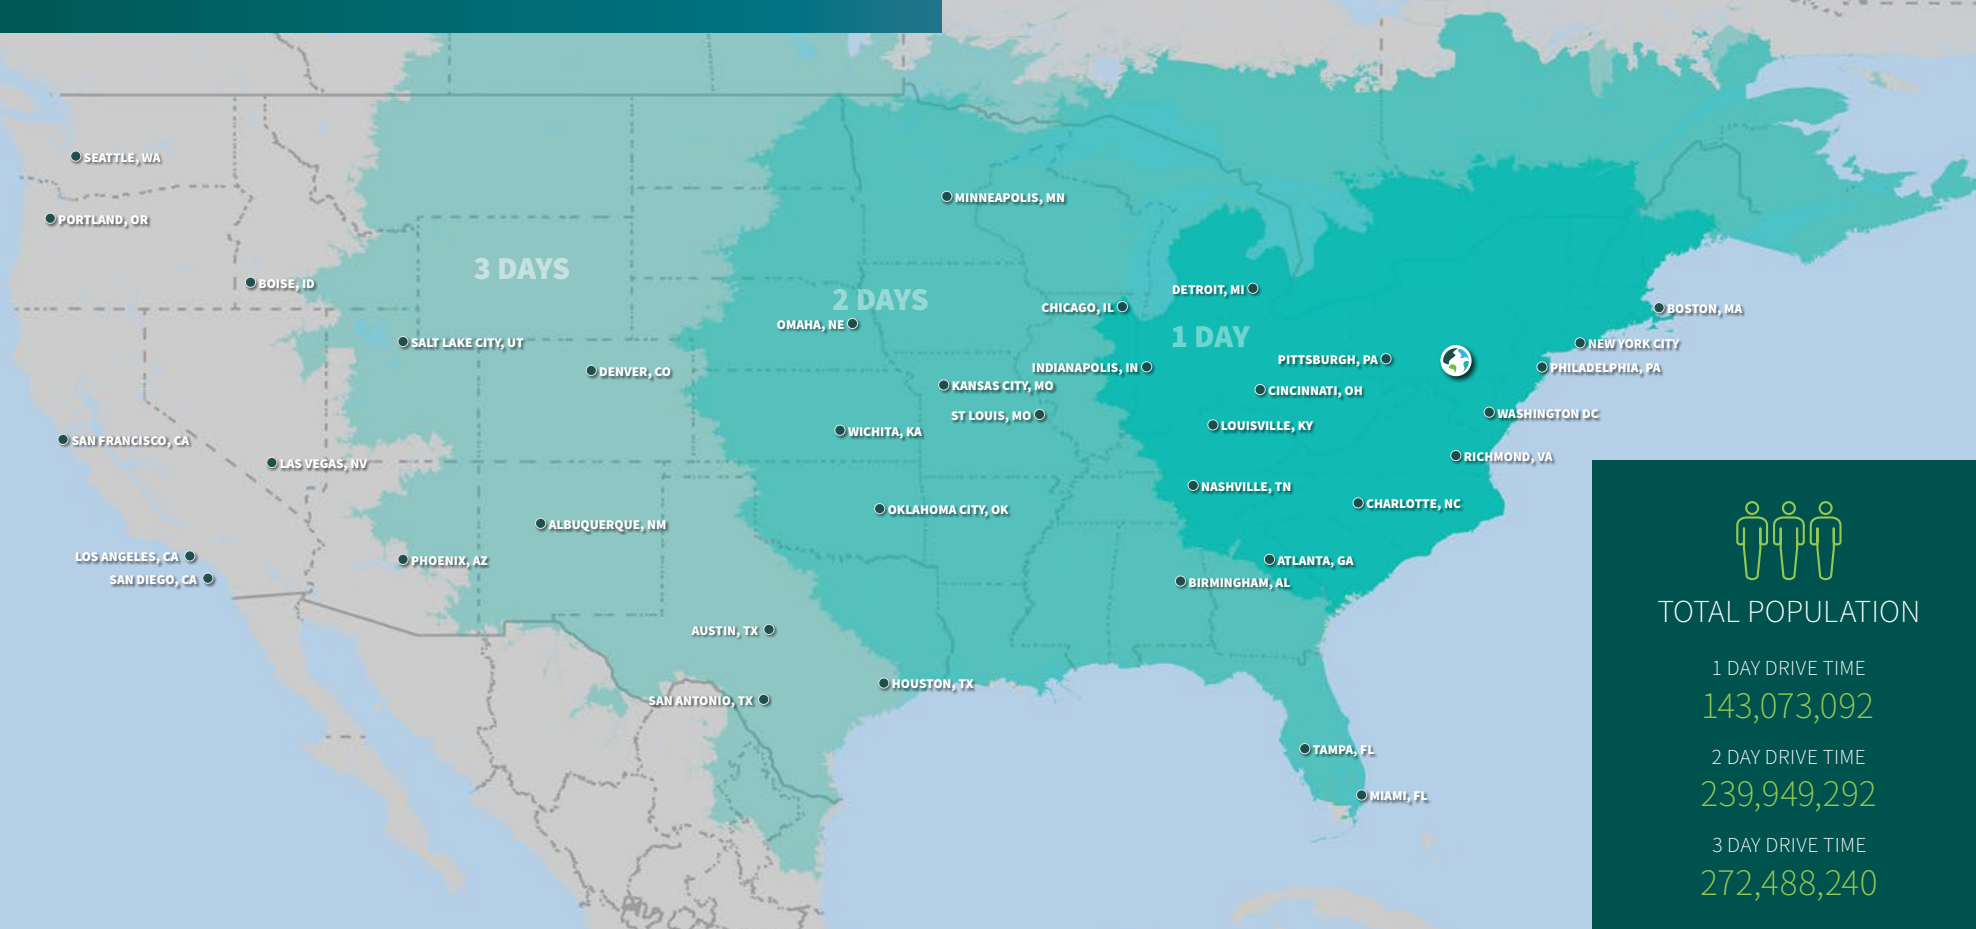 SEATTLE, WA
MINNEAPOLIS, MN
PORTLAND, OR
3 DAYS
BOISE, ID
DETROIT, MI
2 DAYS
CHICAGO, IL
BOSTON, MA
OMAHA, NE
1 DAY
SALT LAKE CITY, UT
NEW YORK CITY
PITTSBURGH, PA
DENVER, CO
INDIANAPOLIS, IN
PHILADELPHIA, PA
KANSAS CITY, MO
CINCINNATI, OH
ST LOUIS, MO
WASHINGTON DC
LOUISVILLE, KY
WICHITA, KA
SAN FRANCISCO, CA
RICHMOND, VA
LAS VEGAS, NV
NASHVILLE, TN
CHARLOTTE, NC
OKLAHOMA CITY, OK
ALBUQUERQUE, NM
LOS ANGELES, CA
PHOENIX, AZ
ATLANTA, GA
SAN DIEGO, CA
BIRMINGHAM, AL
AUSTIN, TX
HOUSTON, TX
SAN ANTONIO, TX
TAMPA, FL
MIAMI, FL
TOTAL POPULATION
1 DAY DRIVE TIME
143,073,092
2 DAY DRIVE TIME
239,949,292
3 DAY DRIVE TIME
272,488,240